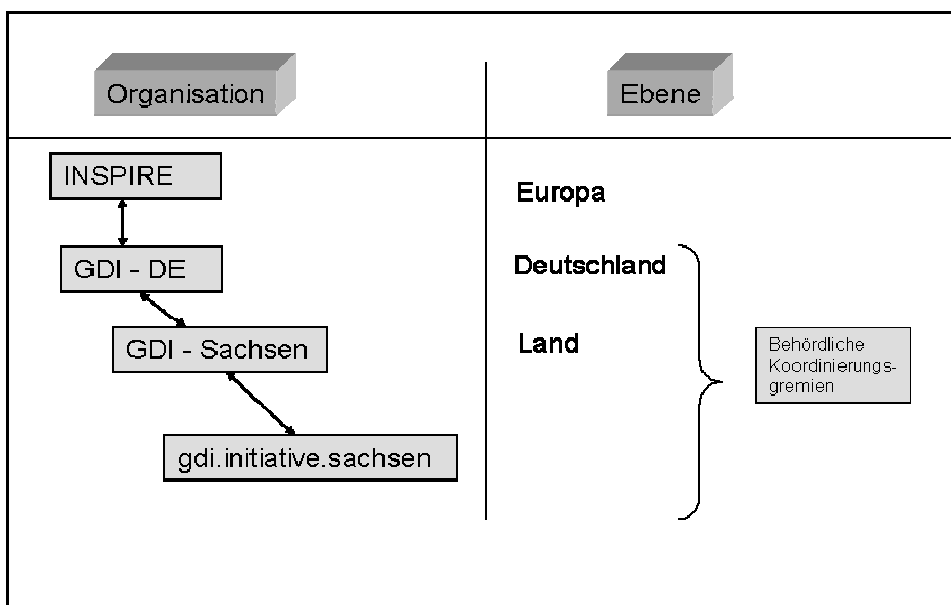 Organisation
Ebene
INSPIRE
Europa
GDI - DE
Deutschland
GDI - Sachsen
Land
Behördliche
Koordinierungs-
gremien
gdi.initiative.sachsen